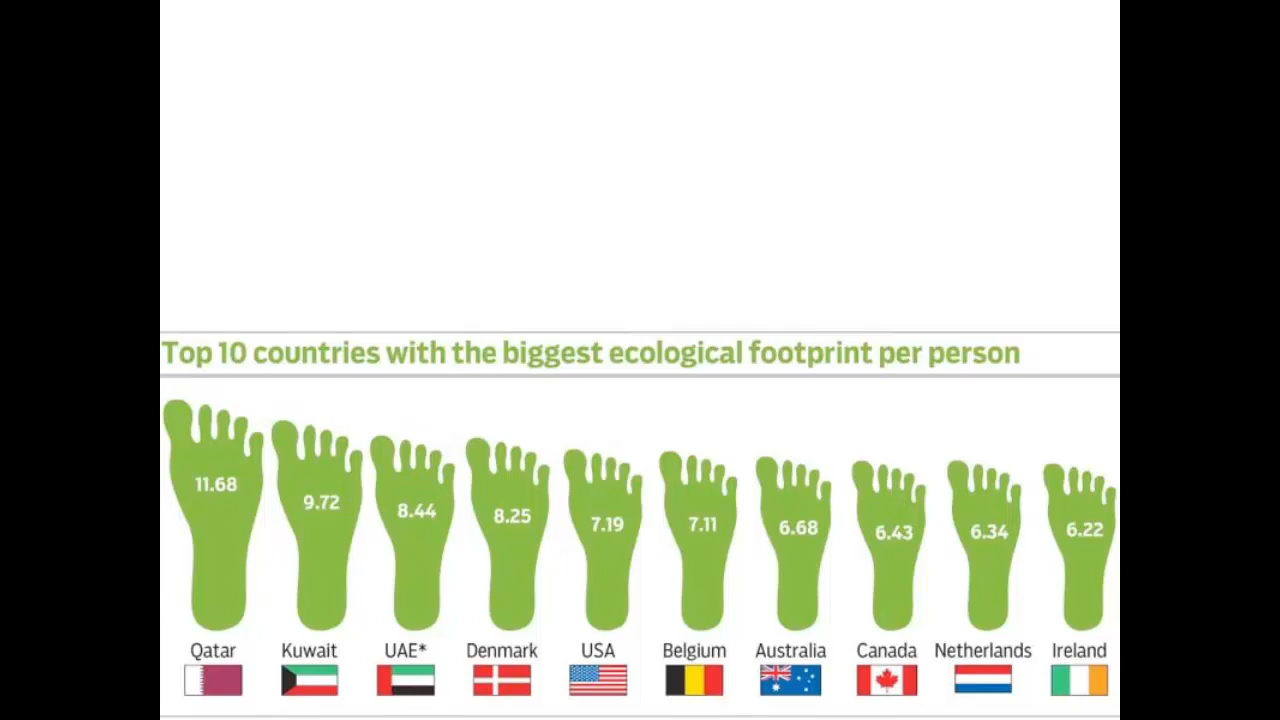 Top 10 countries with the biggest ecological footprint per person
11.68 9.72 8.44 8.25 7.19 7.11 6.68 6.43 6.34 6.22
Qatar Kuwait UAE* Denmark USA Belgium Australia Canada Netherlands Ireland